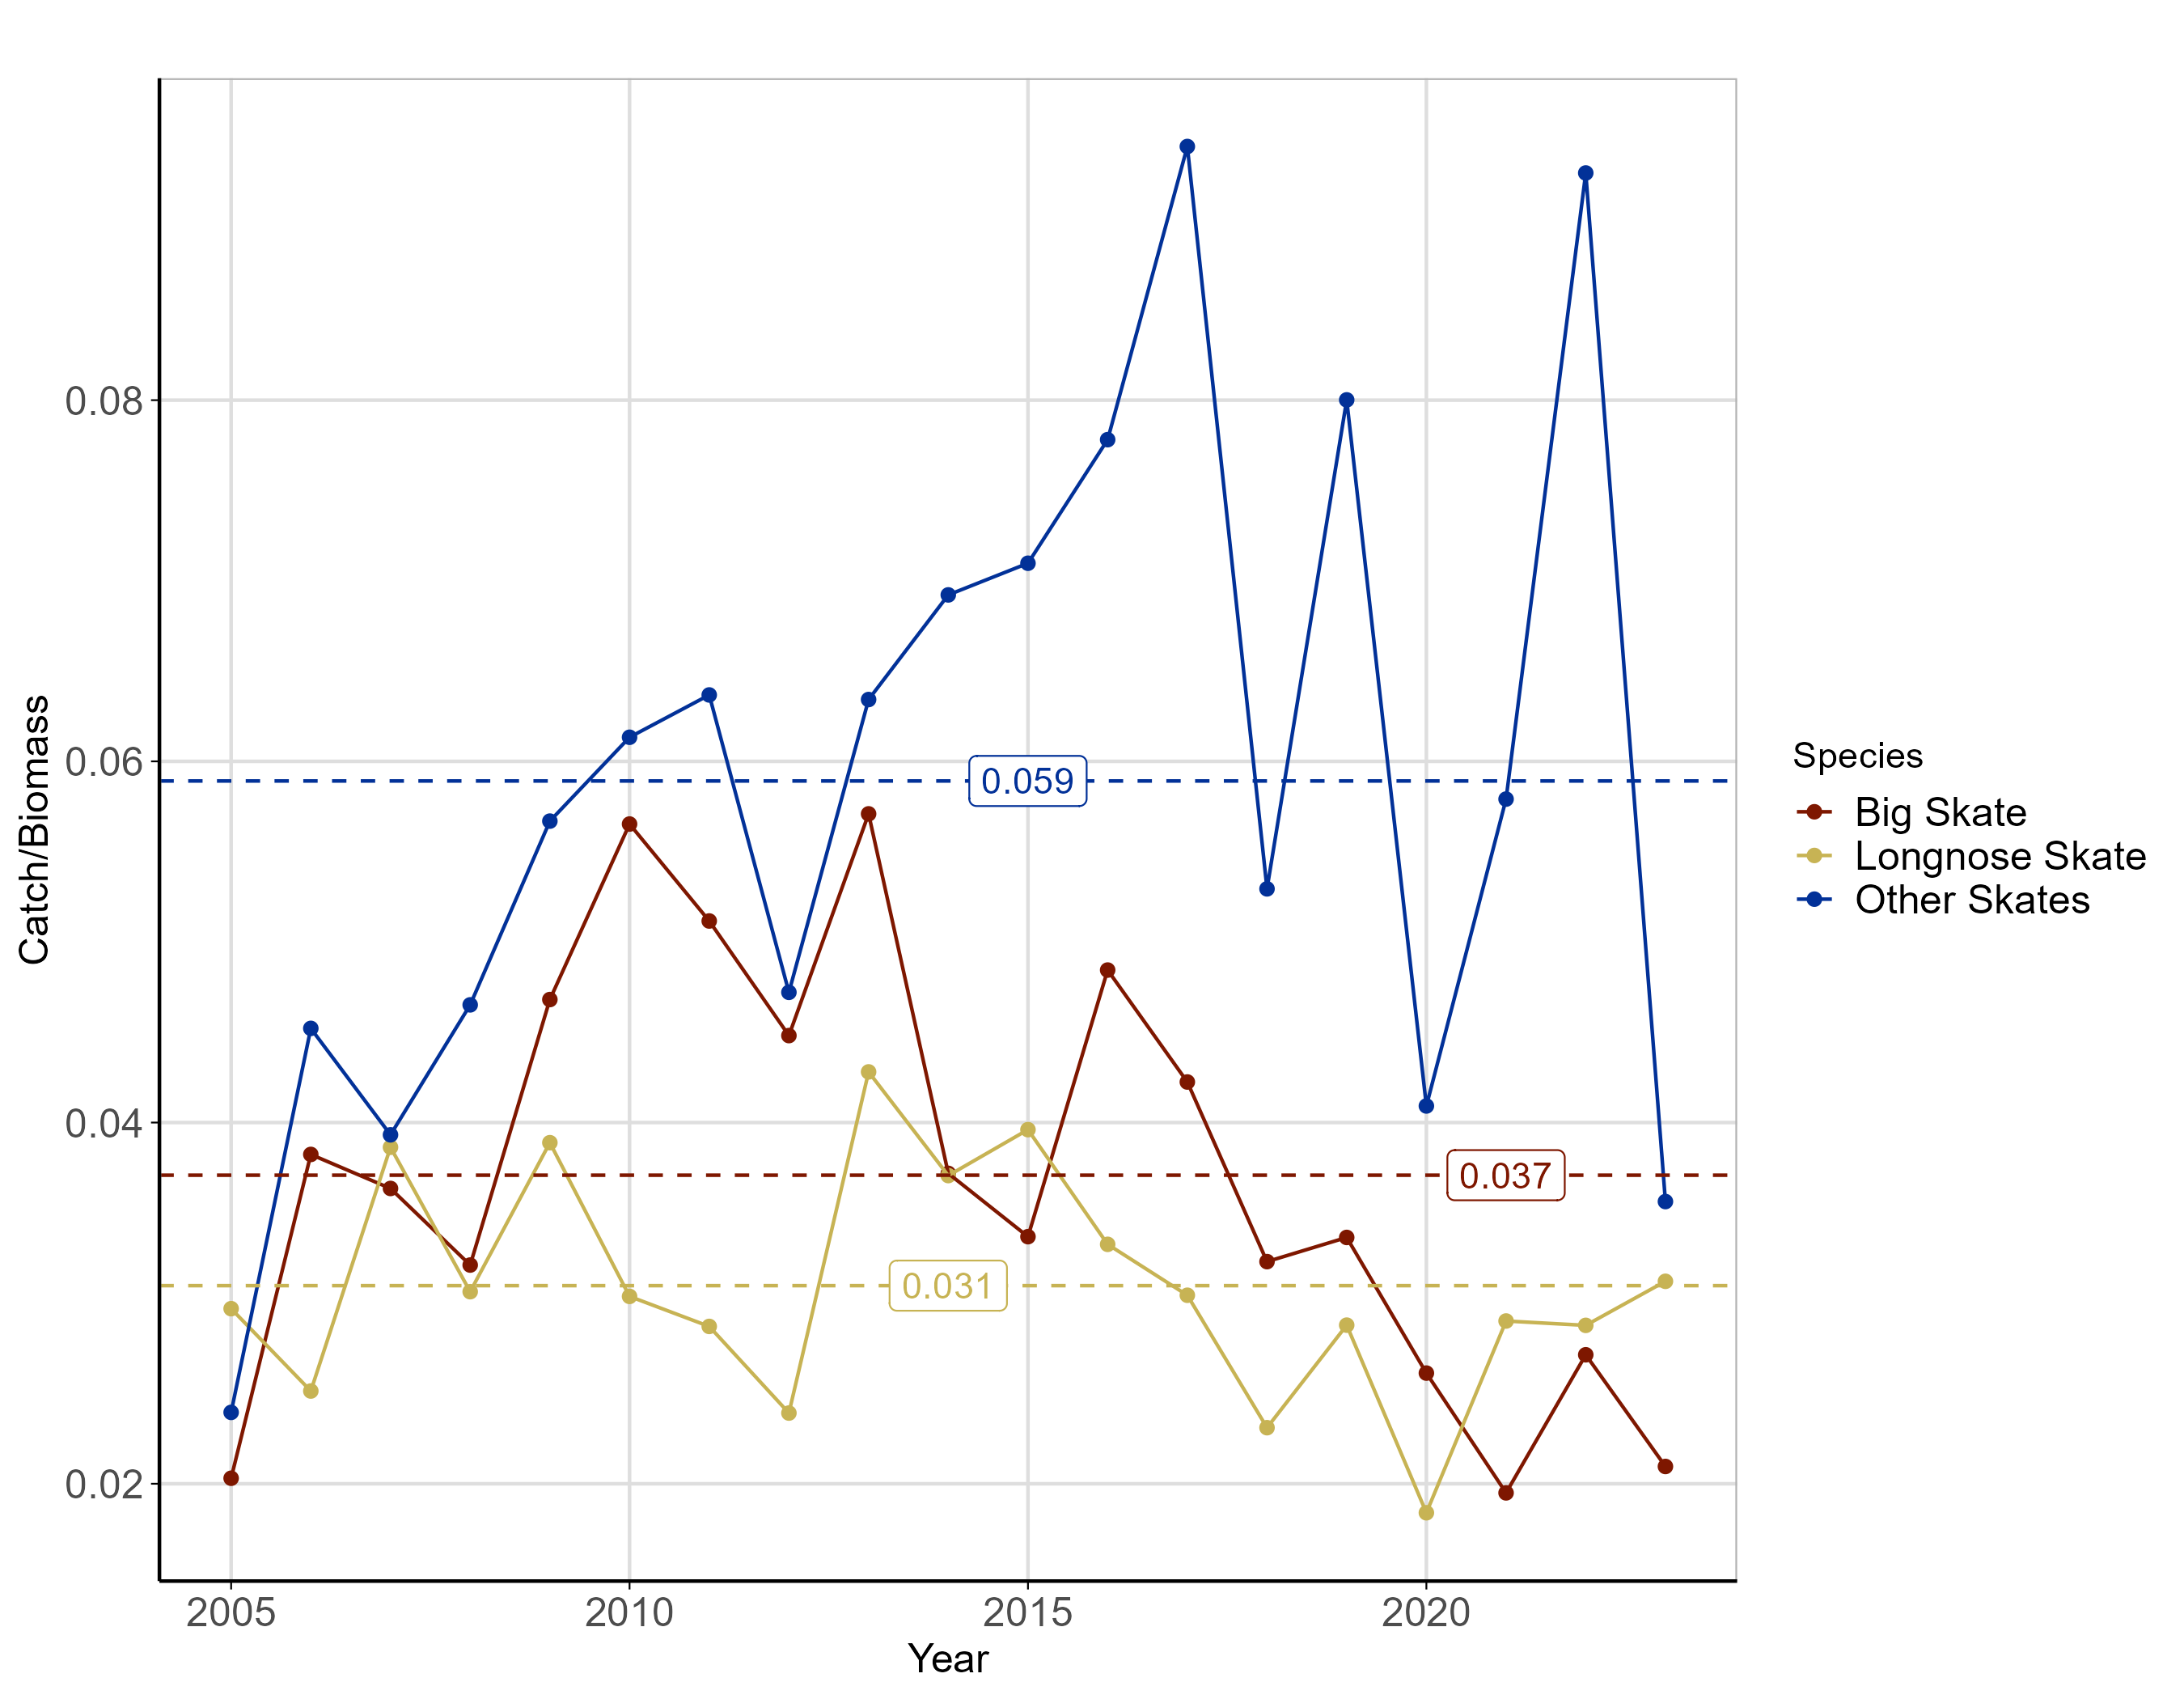 Catch/Biomass
0.08
0.06
0.04
0.02
0.059
0.037
0.031
2005
2010
2015
2020
Year
Species
Big Skate
Longnose Skate
Other Skates